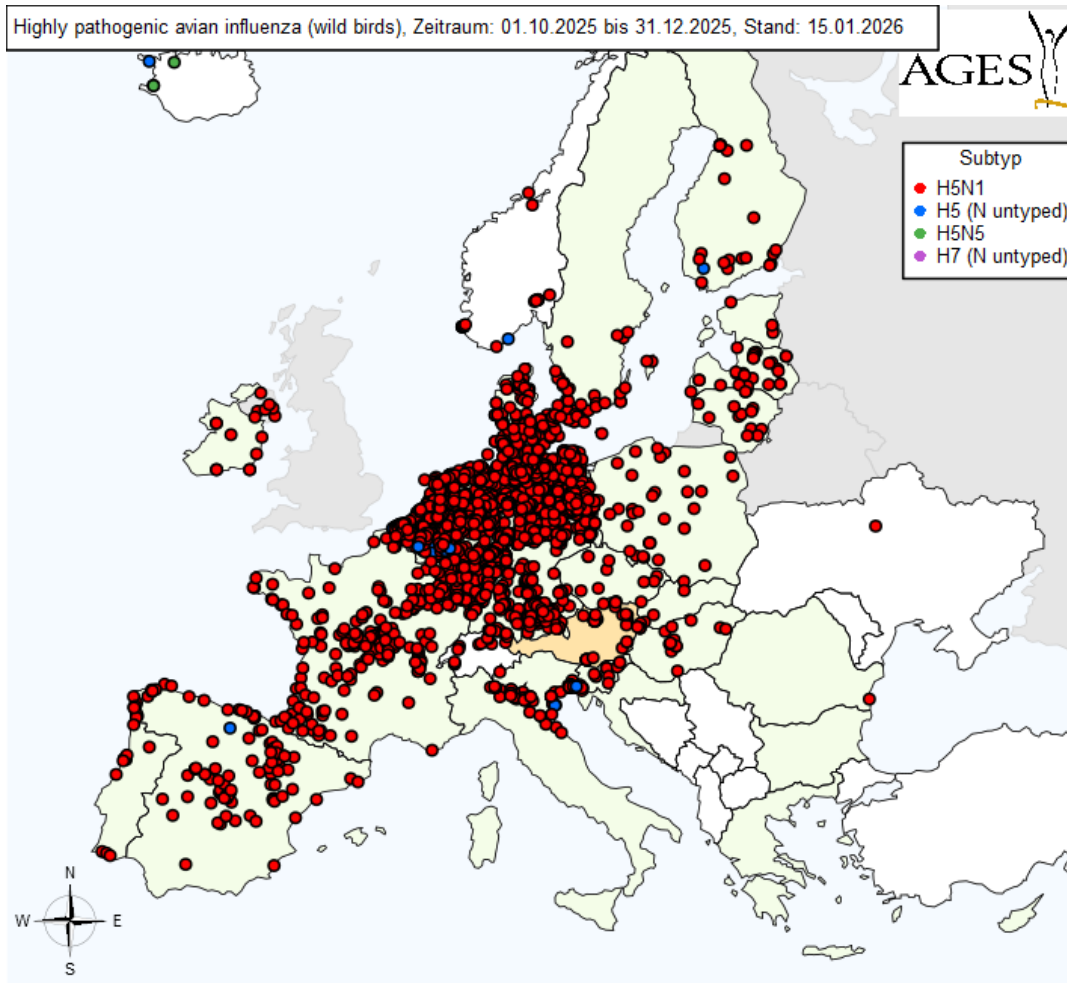 Highly pathogenic avian influenza (wild birds), Zeitraum: 01.10.2025 bis 31.12.2025, Stand: 15.01.2026
AGES
Subtyp
H5N1
H5 (N untyped)
H5N5
H7 (N untyped)
N
W E
S